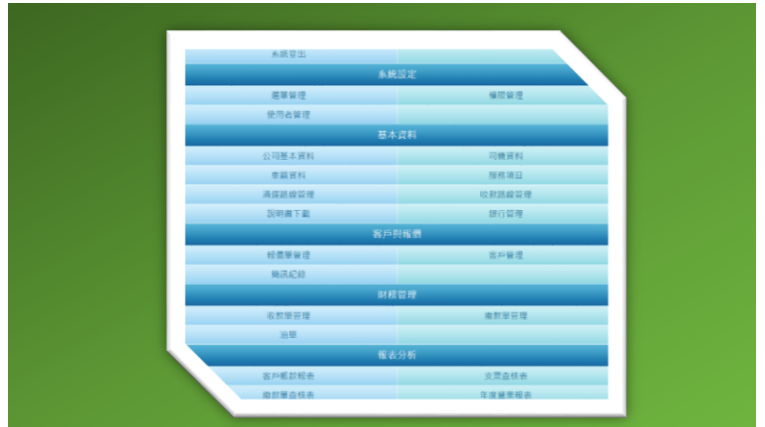 系統登出
系統設定
選單管理 權限管理
使用者管理
基本資料
公司基本資料 司機資料
車籍資料 服務項目
清運路線管理 收款路線管理
說明書下載 銀行管理
客戶與報價
報價單管理 客戶管理
簡訊紀錄
財務管理
收款單管理 繳款單管理
油單
報表分析
客戶帳款報表 支票查核表
繳款單查核表 年度營業報表